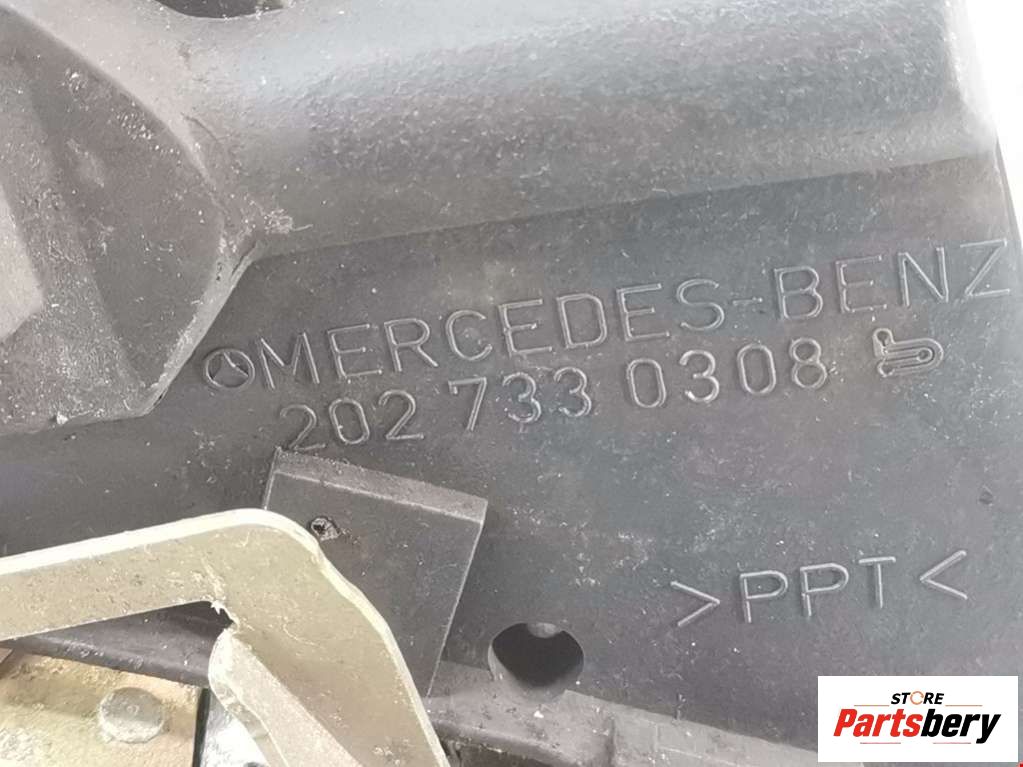 MERCEDES-BENZ
202 733 0308
>PPT<
STORE
Partsbery